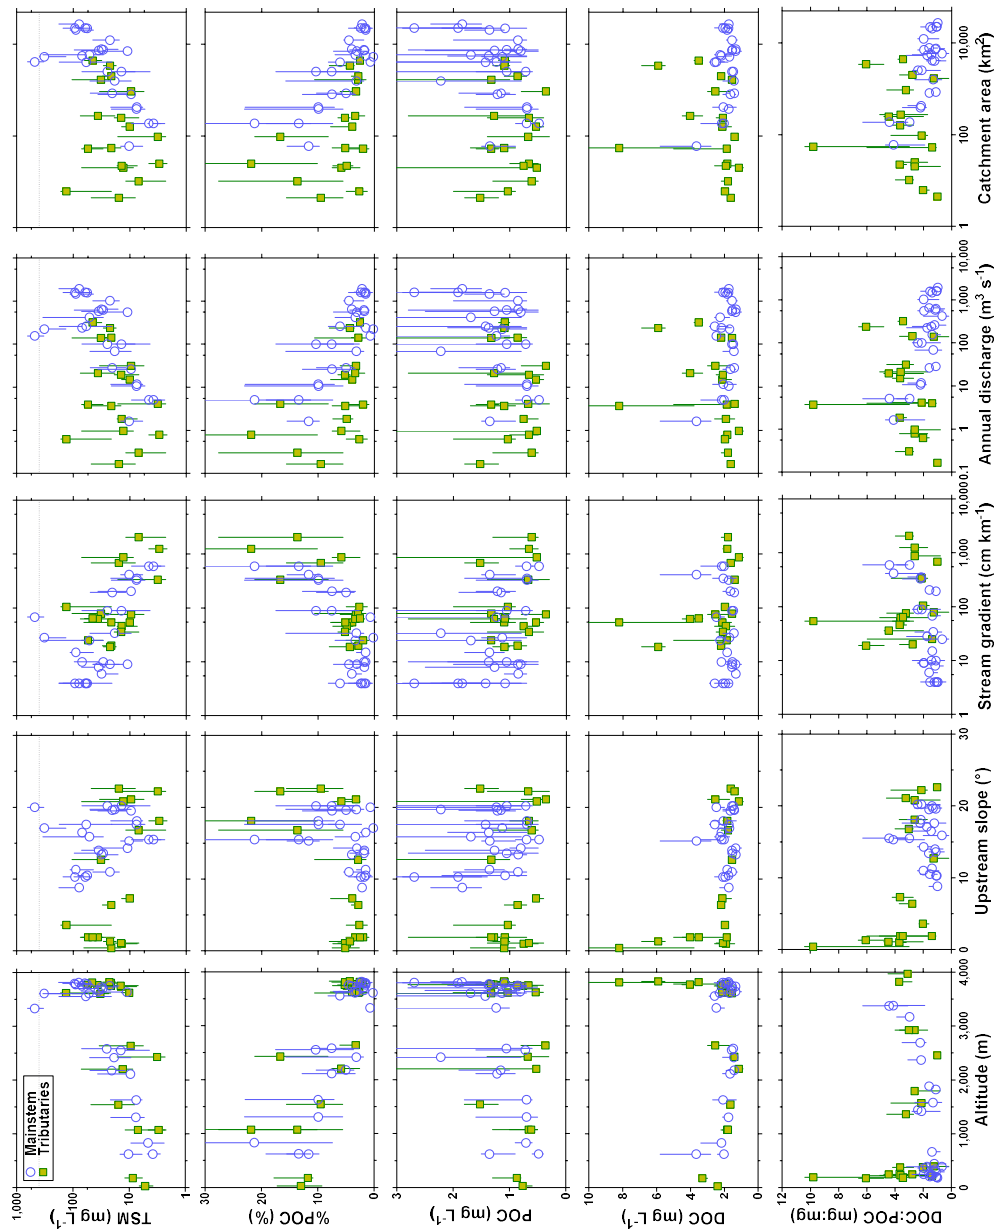 Mainstem
Tributaries
1,000
100
10
1
TSM (mg L⁻¹)
30
20
10
0
%POC (%)
3
2
1
0
POC (mg L⁻¹)
10
8
6
4
2
0
DOC (mg L⁻¹)
12
10
8
6
4
2
0
DOC:POC (mg:mg)
0 1,000 2,000 3,000 4,000
Altitude (m)
0 10 20 30
Upstream slope (°)
1 10 100 1,000 10,000
Stream gradient (cm km⁻¹)
0.1 1 10 100 1,000 10,000
Annual discharge (m³ s⁻¹)
1 100 10,000
Catchment area (km²)